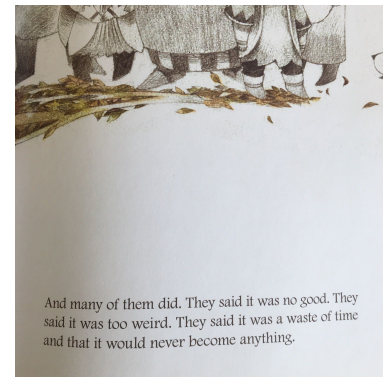 And many of them did. They said it was no good. They
said it was too weird. They said it was a waste of time
and that it would never become anything.